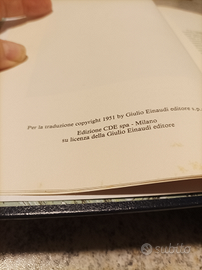 Per la traduzione copyright 1951 by Giulio Einaudi editore s.p.
Edizione CDE spa - Milano
su licenza della Giulio Einaudi editore
subito